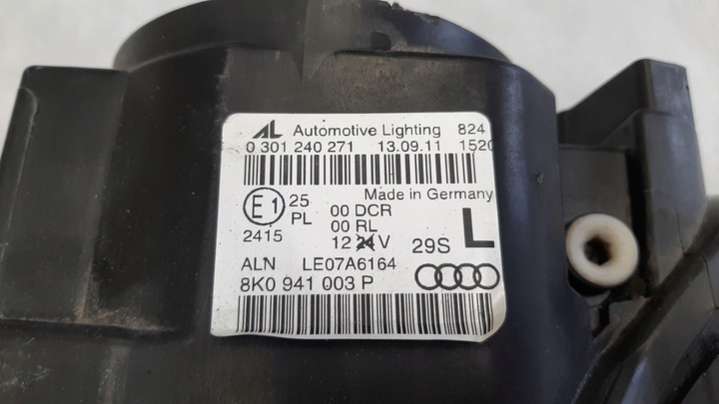 AL Automotive Lighting 824
0 301 240 271 13.09.11 1520
Made in Germany
E1 25 00 DCR
PL 00 RL
2415 12 24 V 29S L
ALN LE07A6164
8K0 941 003 P